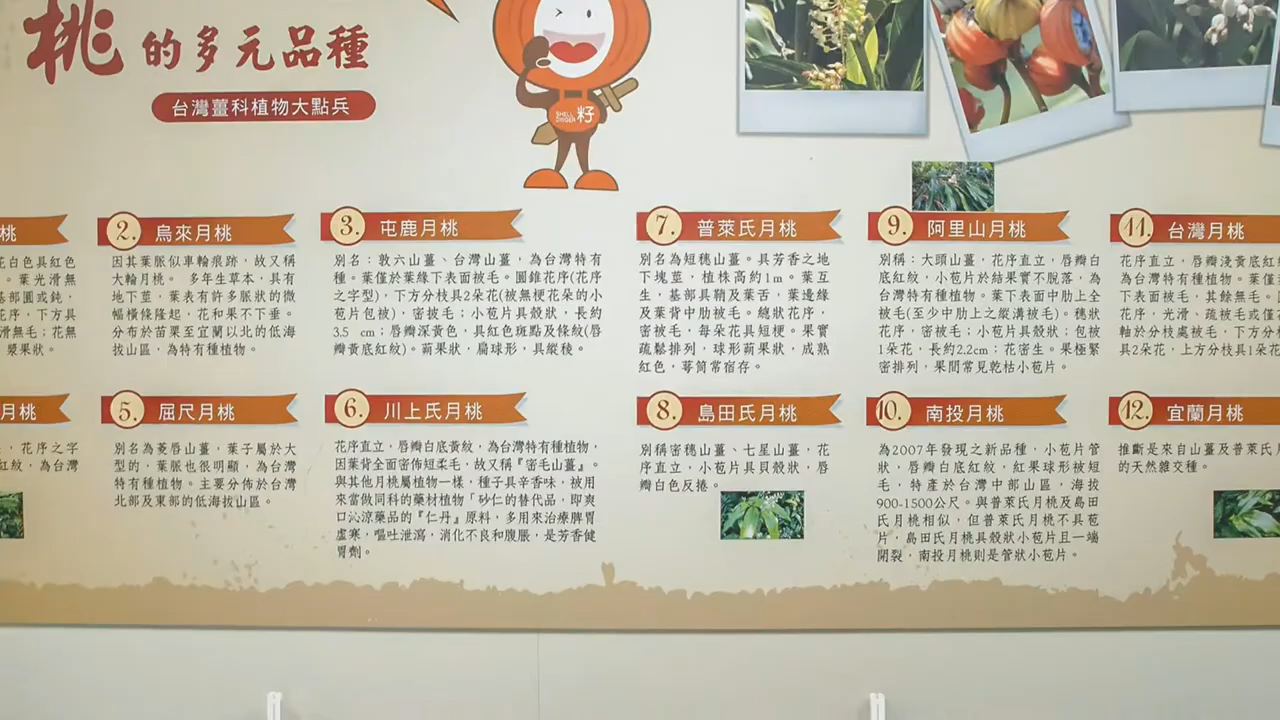 桃的多元品種
台灣薑科植物大點兵
SHELL GINGER 籽
桃
花白色具紅色
。葉光滑無
基部圓或鈍，
花序，下方具
滑無毛；花無
漿果狀。
2. 烏來月桃
因其葉脈似車輪痕跡，故又稱
大輪月桃。 多年生草本，具有
地下莖，葉表有許多脈狀的微
幅橫條隆起，花和果不下垂。
分布於苗栗至宜蘭以北的低海
拔山區，為特有種植物。
3. 屯鹿月桃
別名：敦六山薑、台灣山薑，為台灣特有
種。葉僅於葉緣下表面被毛。圓錐花序(花序
之字型)，下方分枝具2朵花(被無梗花朵的小
苞片包被)，密披毛；小苞片具殼狀，長約
3.5 cm；唇瓣深黃色，具紅色斑點及條紋(唇
瓣黃底紅紋)。蒴果狀，扁球形，具縱稜。
7. 普萊氏月桃
別名為短穗山薑。具芳香之地
下塊莖，植株高約1m。葉互
生，基部具鞘及葉舌，葉邊緣
及葉背中肋被毛。總狀花序，
密被毛，每朵花具短梗。果實
疏鬆排列，球形蒴果狀，成熟
紅色，萼筒常宿存。
9. 阿里山月桃
別稱：大頭山薑，花序直立，唇瓣白
底紅紋，小苞片於結果實不脫落，為
台灣特有種植物。葉下表面中肋上全
被毛(至少中肋上之縱溝被毛)。穗狀
花序，密被毛；小苞片具殼狀；包被
1朵花，長約2.2cm；花密生。果極緊
密排列，果間常見乾枯小苞片。
11. 台灣月桃
花序直立，唇瓣淺黃底紅紋
為台灣特有種植物。葉僅
下表面被毛，其餘無毛。
花序，光滑、疏被毛或僅
軸於分枝處被毛，下方分
具2朵花，上方分枝具1朵花
月桃
，花序之字
紅紋，為台灣
5. 屈尺月桃
別名為菱唇山薑，葉子屬於大
型的，葉脈也很明顯，為台灣
特有種植物。主要分佈於台灣
北部及東部的低海拔山區。
6. 川上氏月桃
花序直立，唇瓣白底黃紋，為台灣特有種植物，
因葉背全面密佈短柔毛，故又稱『密毛山薑』。
與其他月桃屬植物一樣，種子具辛香味，被用
來當做同科的藥材植物「砂仁的替代品，即爽
口沁涼藥品的『仁丹』原料，多用來治療脾胃
虛寒，嘔吐泄瀉，消化不良和腹脹，是芳香健
胃劑。
8. 島田氏月桃
別稱密穗山薑、七星山薑，花
序直立，小苞片具貝殼狀，唇
瓣白色反捲。
10. 南投月桃
為2007年發現之新品種，小苞片管
狀，唇瓣白底紅紋，紅果球形被短
毛，特產於台灣中部山區，海拔
900-1500公尺。與普萊氏月桃及島田
氏月桃相似，但普萊氏月桃不具苞
片，島田氏月桃具殼狀小苞片且一端
開裂，南投月桃則是管狀小苞片。
12. 宜蘭月桃
推斷是來自山薑及普萊氏
的天然雜交種。